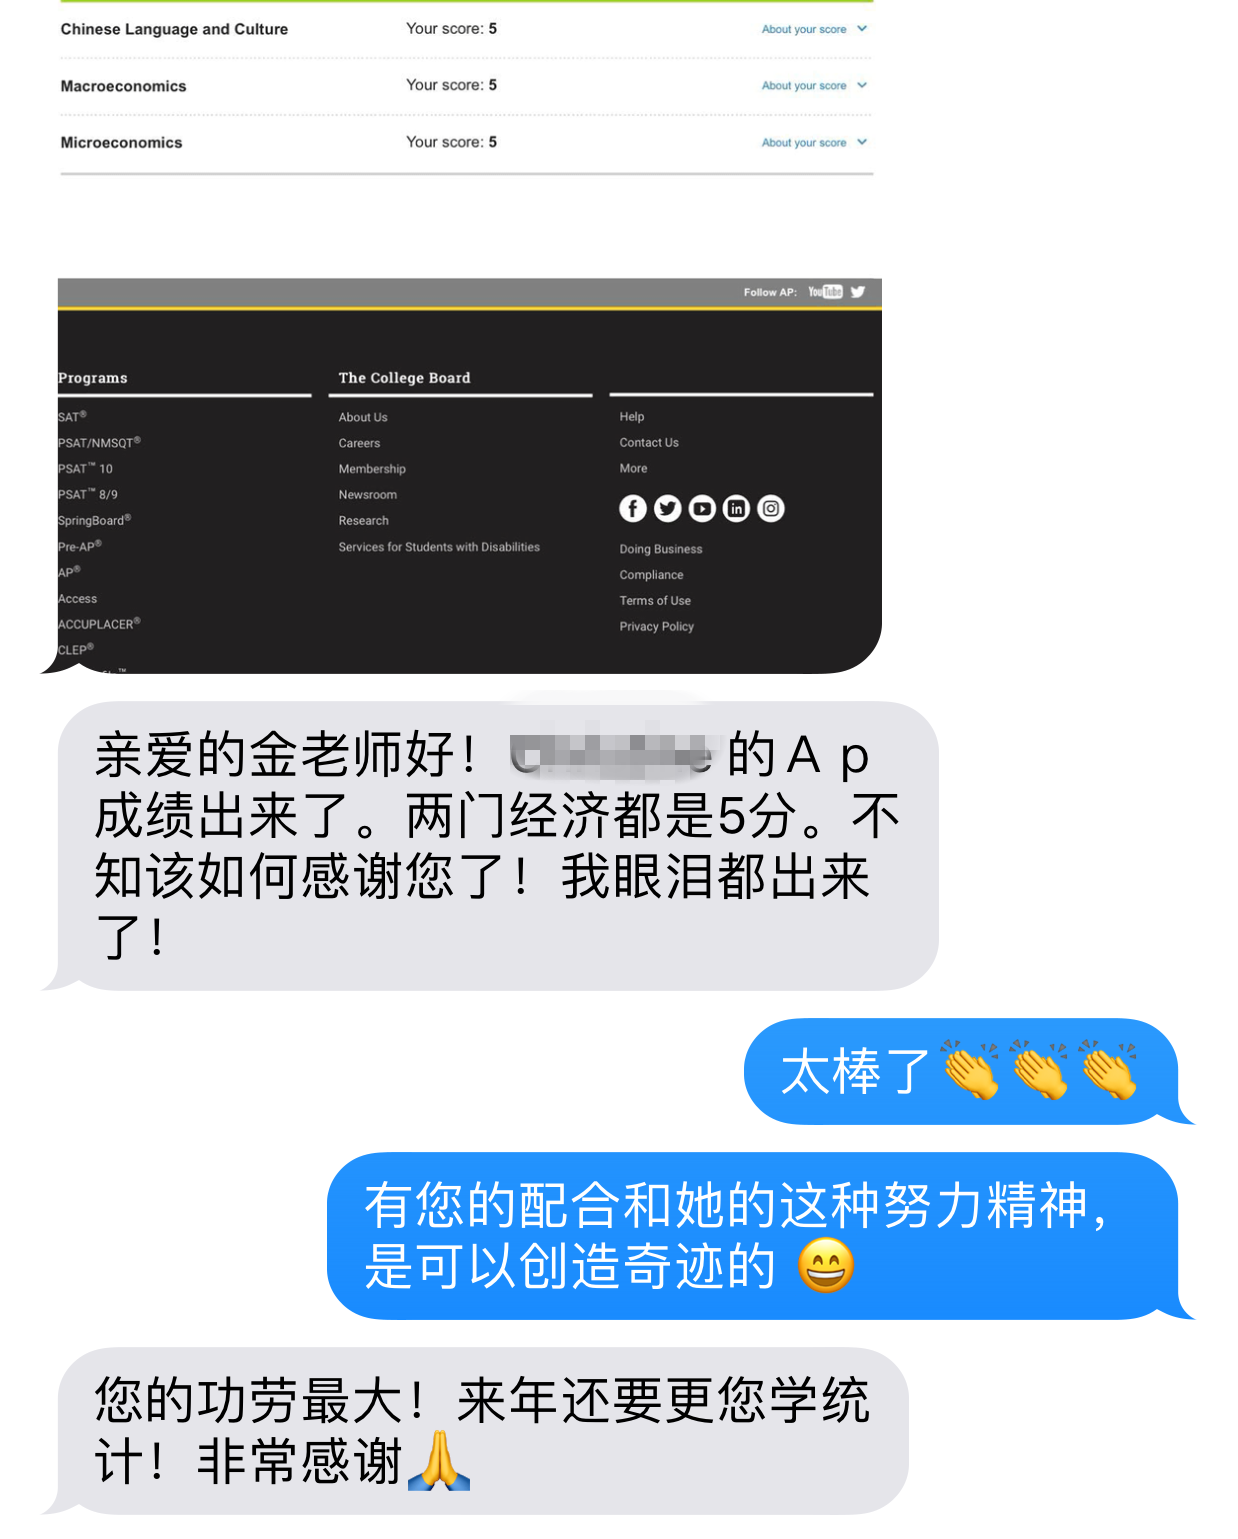 Chinese Language and Culture Your score: 5 About your score
Macroeconomics Your score: 5 About your score
Microeconomics Your score: 5 About your score
Follow AP: YouTube
Programs
SAT®
PSAT/NMSQT®
PSAT™ 10
PSAT™ 8/9
SpringBoard®
Pre-AP®
AP®
Access
ACCUPLACER®
CLEP®
The College Board
About Us
Careers
Membership
Newsroom
Research
Services for Students with Disabilities
Help
Contact Us
More
Doing Business
Compliance
Terms of Use
Privacy Policy
亲爱的金老师好！ 的Ap
成绩出来了。两门经济都是5分。不
知该如何感谢您了！我眼泪都出来
了！
太棒了👏👏👏
有您的配合和她的这种努力精神，
是可以创造奇迹的 😄
您的功劳最大！来年还要更您学统
计！非常感谢🙏